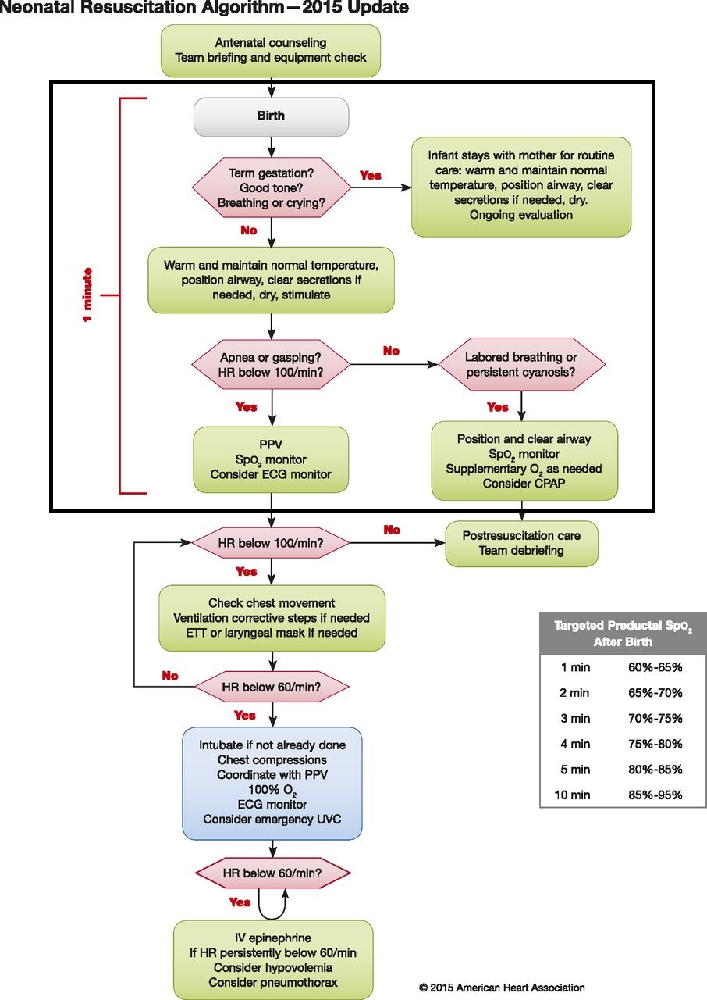 Neonatal Resuscitation Algorithm—2015 Update
Antenatal counseling
Team briefing and equipment check
Birth
Term gestation?
Good tone?
Breathing or crying?
Yes
Infant stays with mother for routine
care: warm and maintain normal
temperature, position airway, clear
secretions if needed, dry.
Ongoing evaluation
No
1 minute
Warm and maintain normal temperature,
position airway, clear secretions if
needed, dry, stimulate
Apnea or gasping?
HR below 100/min?
No
Labored breathing or
persistent cyanosis?
Yes
Yes
PPV
SpO₂ monitor
Consider ECG monitor
Position and clear airway
SpO₂ monitor
Supplementary O₂ as needed
Consider CPAP
HR below 100/min?
No
Postresuscitation care
Team debriefing
Yes
Check chest movement
Ventilation corrective steps if needed
ETT or laryngeal mask if needed
HR below 60/min?
No
Yes
Intubate if not already done
Chest compressions
Coordinate with PPV
100% O₂
ECG monitor
Consider emergency UVC
HR below 60/min?
Yes
IV epinephrine
If HR persistently below 60/min
Consider hypovolemia
Consider pneumothorax
Targeted Preductal SpO₂
After Birth
1 min 60%-65%
2 min 65%-70%
3 min 70%-75%
4 min 75%-80%
5 min 80%-85%
10 min 85%-95%
© 2015 American Heart Association